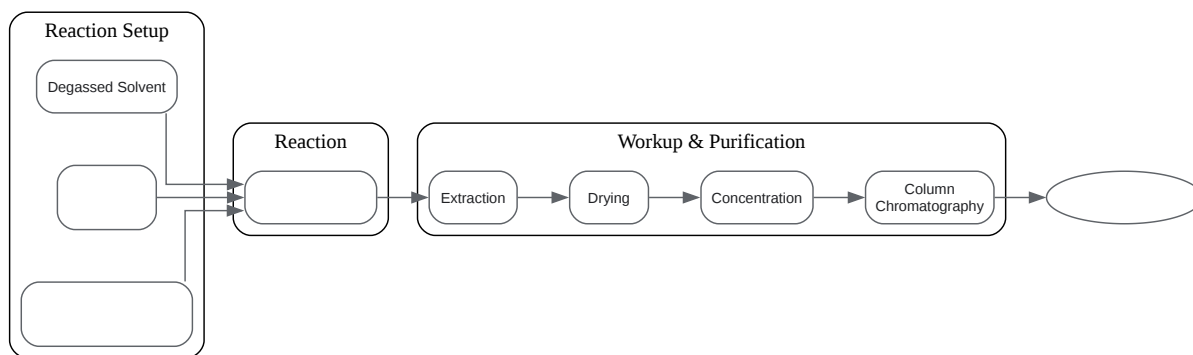 Reaction Setup
Degassed Solvent
Reaction
Workup & Purification
Extraction
Drying
Concentration
Column
Chromatography